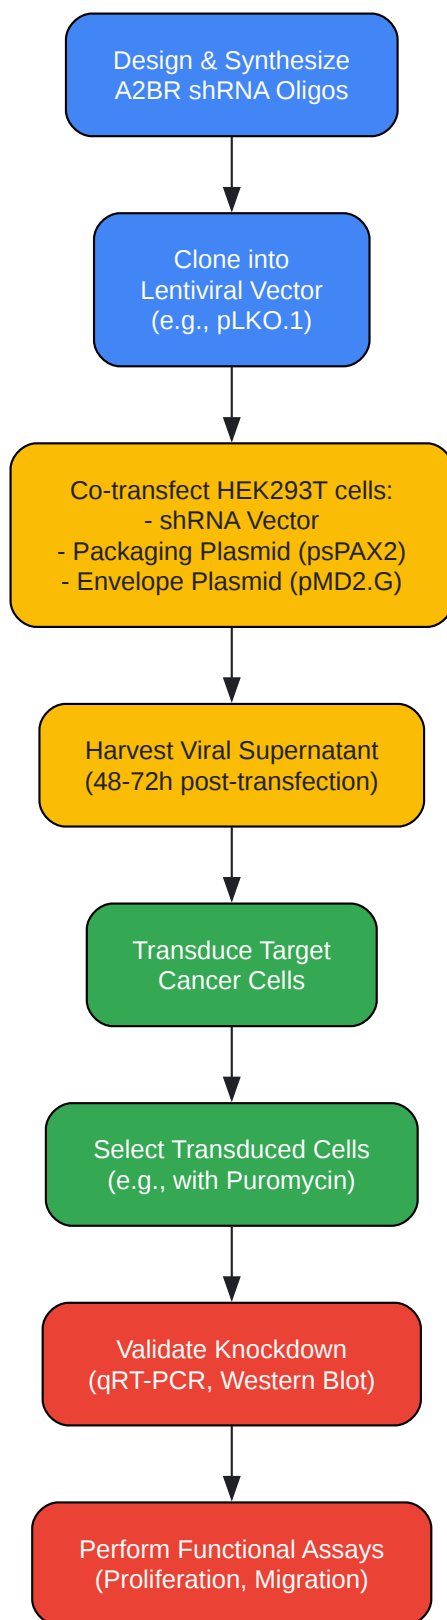 Design & Synthesize
A2BR shRNA Oligos
Clone into
Lentiviral Vector
(e.g., pLKO.1)
Co-transfect HEK293T cells:
- shRNA Vector
- Packaging Plasmid (psPAX2)
- Envelope Plasmid (pMD2.G)
Harvest Viral Supernatant
(48-72h post-transfection)
Transduce Target
Cancer Cells
Select Transduced Cells
(e.g., with Puromycin)
Validate Knockdown
(qRT-PCR, Western Blot)
Perform Functional Assays
(Proliferation, Migration)